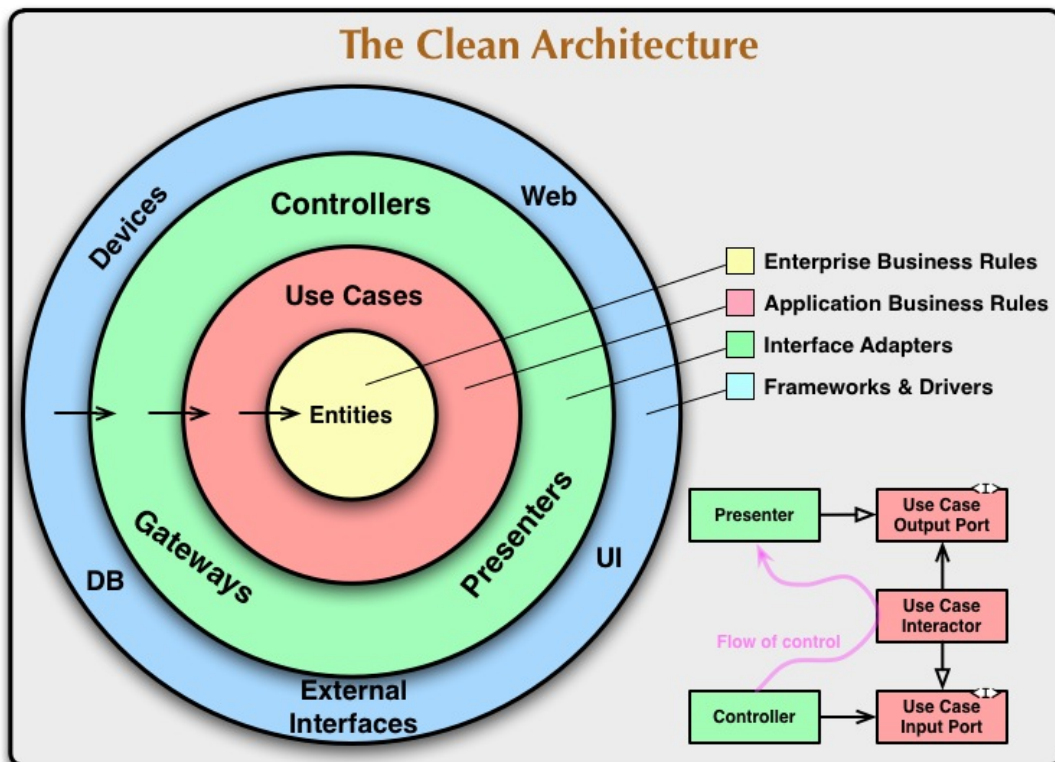 The Clean Architecture
Devices
Web
Controllers
Use Cases
Entities
Gateways
Presenters
DB
UI
External
Interfaces
Enterprise Business Rules
Application Business Rules
Interface Adapters
Frameworks & Drivers
Presenter
<I>
Use Case
Output Port
Use Case
Interactor
Flow of control
Controller
<I>
Use Case
Input Port